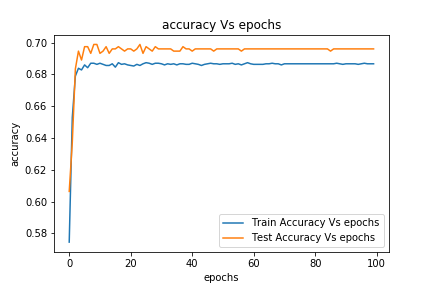 accuracy Vs epochs
0.70
0.68
0.66
0.64
0.62
0.60
0.58
accuracy
Train Accuracy Vs epochs
Test Accuracy Vs epochs
0 20 40 60 80 100
epochs